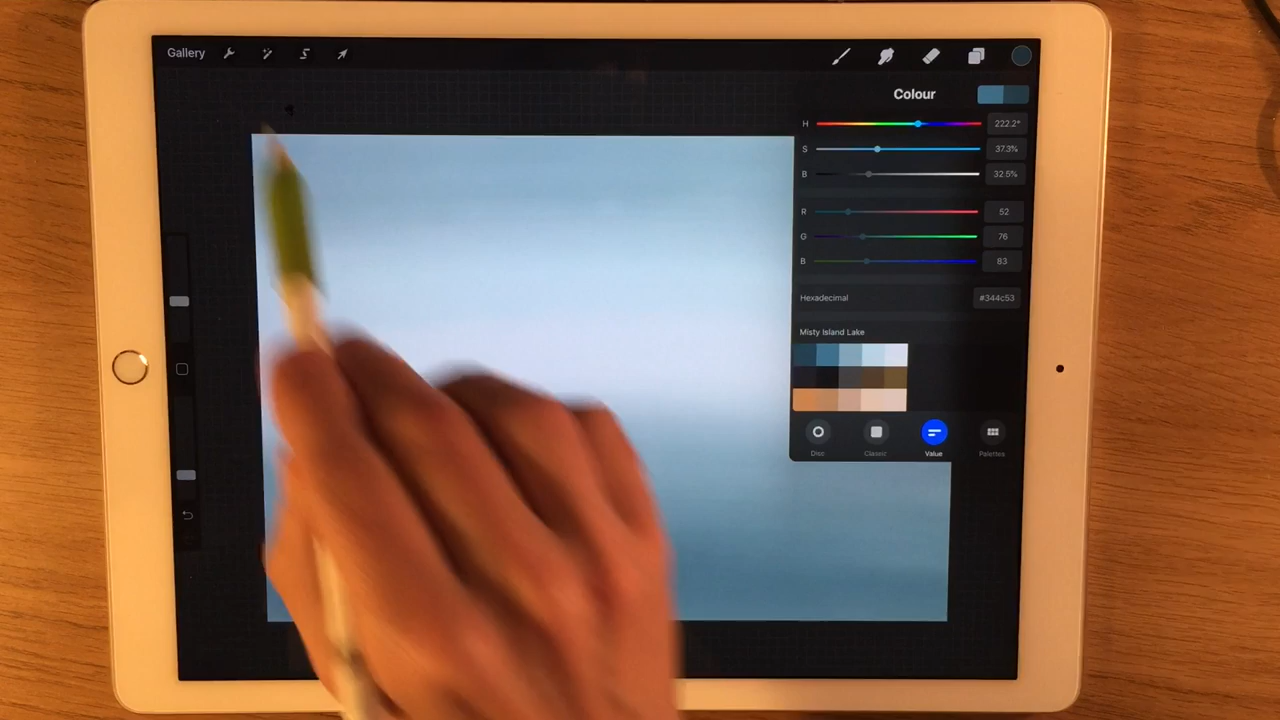 Gallery
Colour
H 222.2°
S 37.3%
B 32.5%
R 52
G 76
B 83
Hexadecimal #344c53
Misty Island Lake
Disc Classic Value Palettes